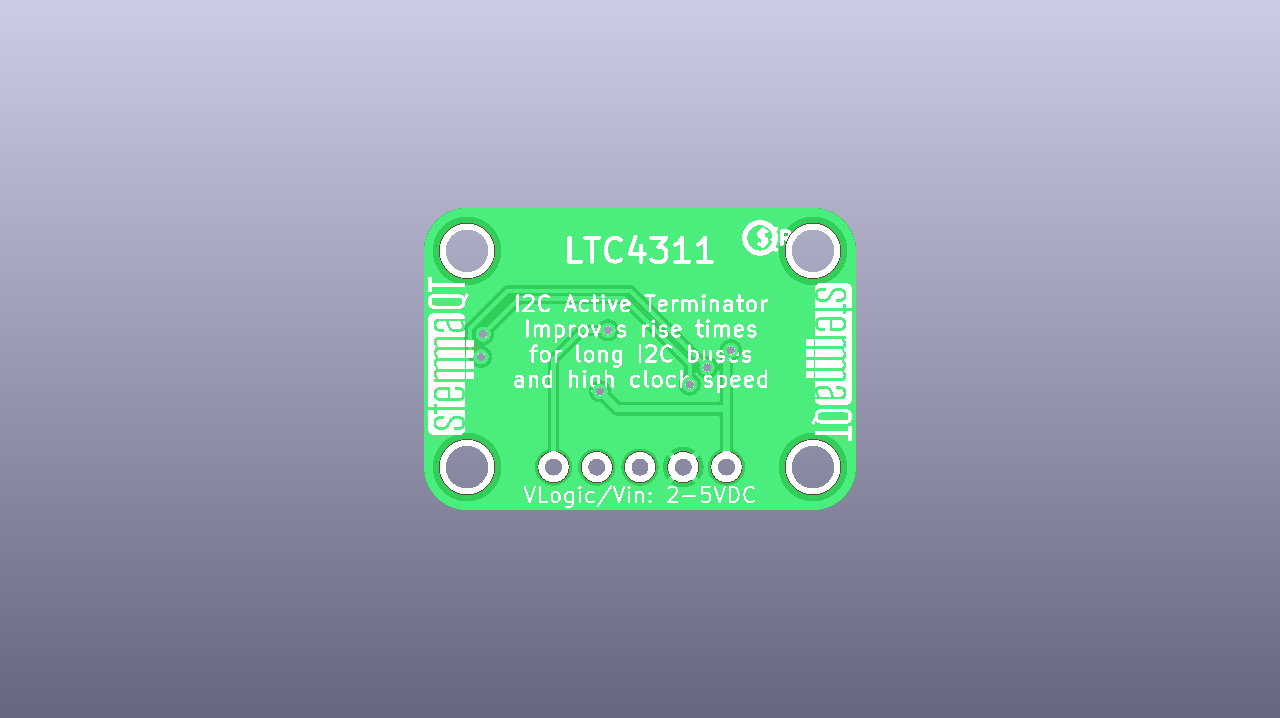 LTC4311
I2C Active Terminator
Improves rise times
for long I2C buses
and high clock speed
stemmaQT
stemmaQT
VLogic/Vin: 2-5VDC